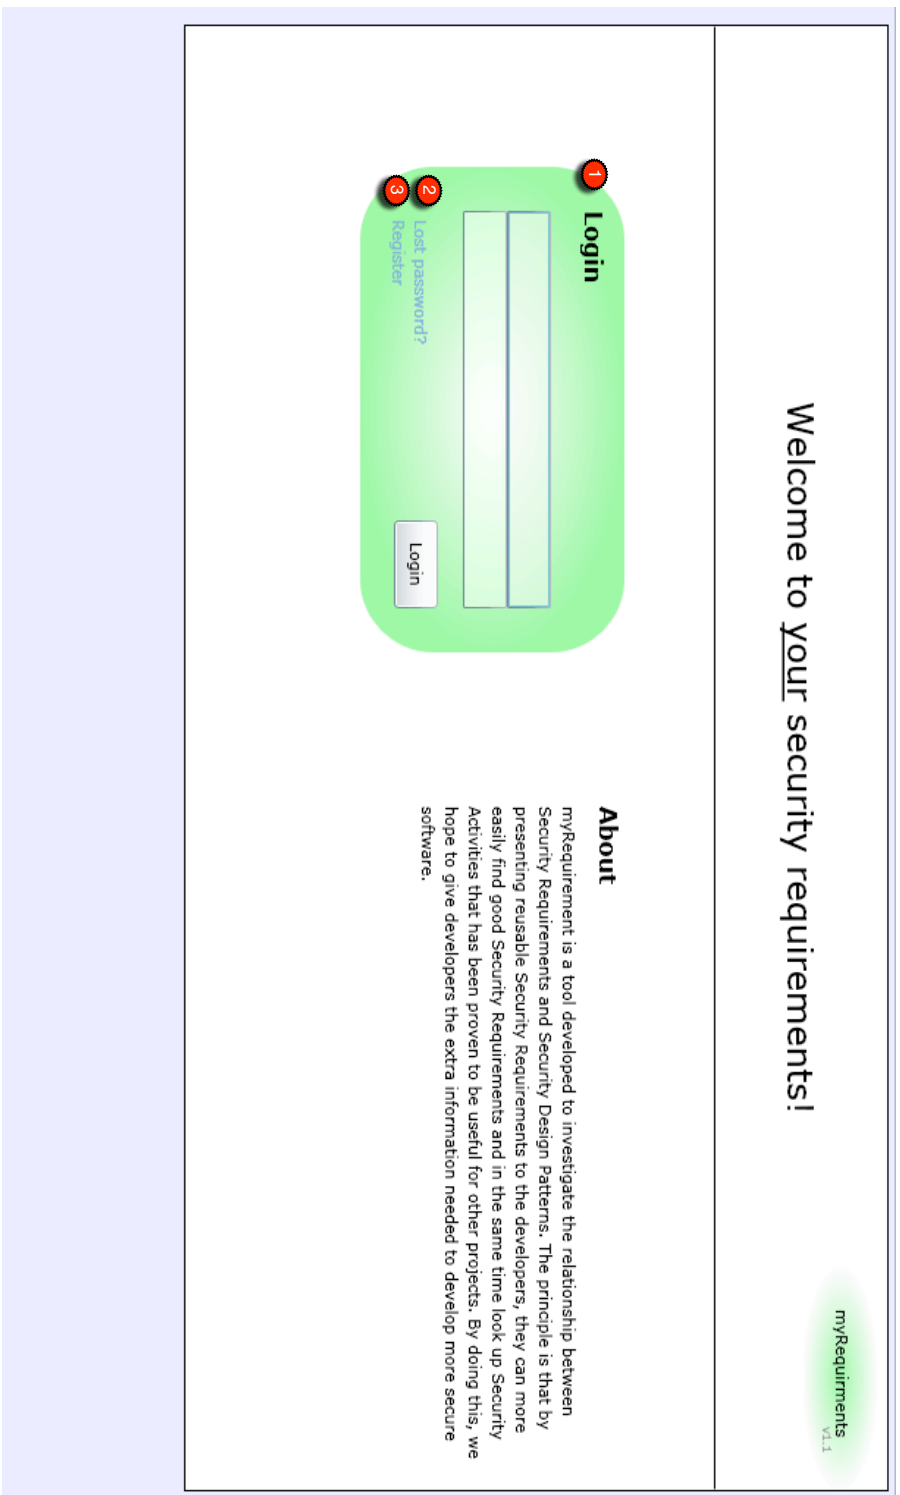 myRequirments
v1.1
Welcome to your security requirements!
1
Login
2
Lost password?
3
Register
Login
About
myRequirement is a tool developed to investigate the relationship between
Security Requirements and Security Design Patterns. The principle is that by
presenting reusable Security Requirements to the developers, they can more
easily find good Security Requirements and in the same time look up Security
Activities that has been proven to be useful for other projects. By doing this, we
hope to give developers the extra information needed to develop more secure
software.